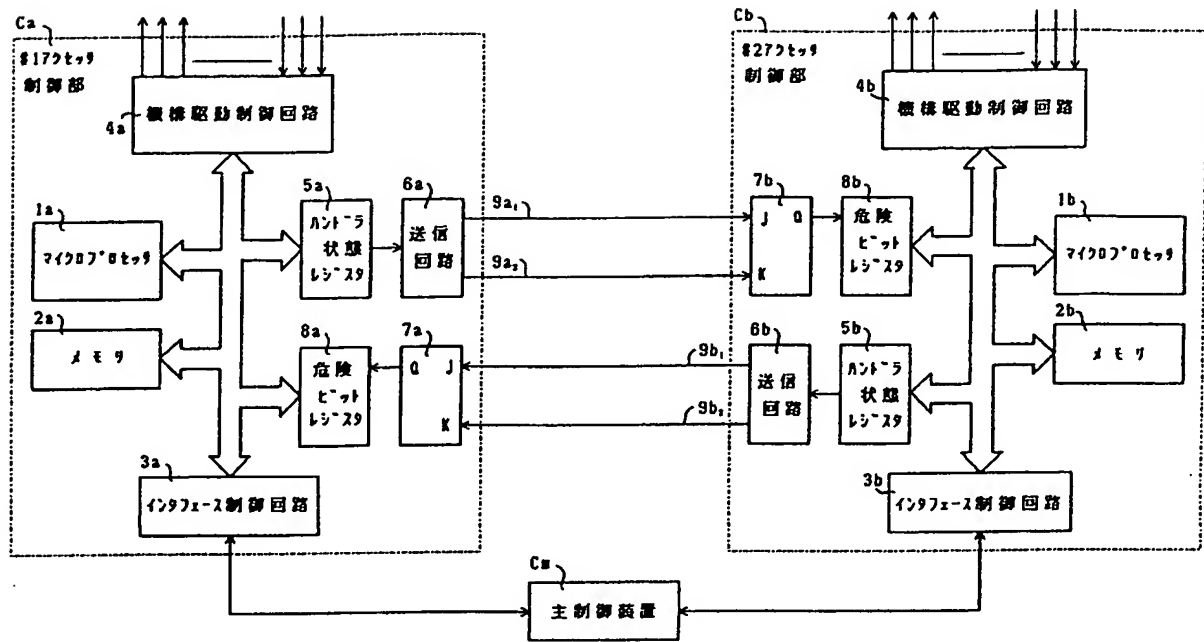 Ca
#1アクセッサ
制御部
4a
機構駆動制御回路
1a
マイクロプロセッサ
2a
メモリ
5a
ハンドラ
状態
レジスタ
6a
送信
回路
8a
危険
ビット
レジスタ
7a
Q J
K
3a
インタフェース制御回路
9a₁
9a₂
9b₁
9b₂
Cb
#2アクセッサ
制御部
4b
機構駆動制御回路
7b
J Q
K
8b
危険
ビット
レジスタ
1b
マイクロプロセッサ
2b
メモリ
6b
送信
回路
5b
ハンドラ
状態
レジスタ
3b
インタフェース制御回路
Cm
主制御装置